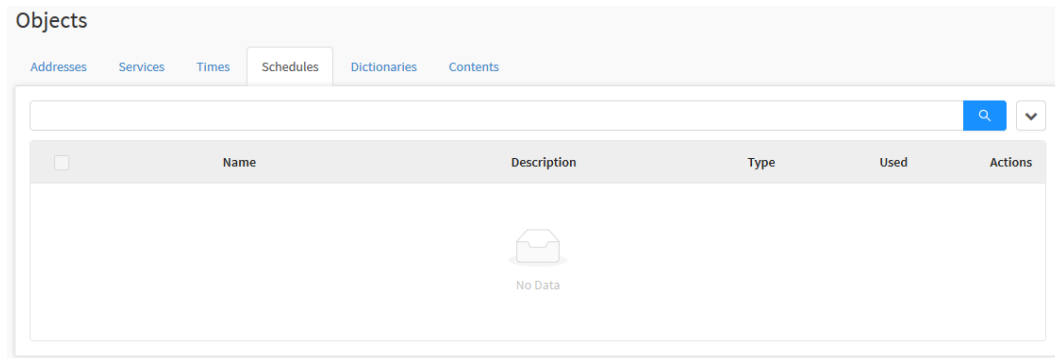 Objects
Addresses Services Times Schedules Dictionaries Contents
Name Description Type Used Actions
No Data